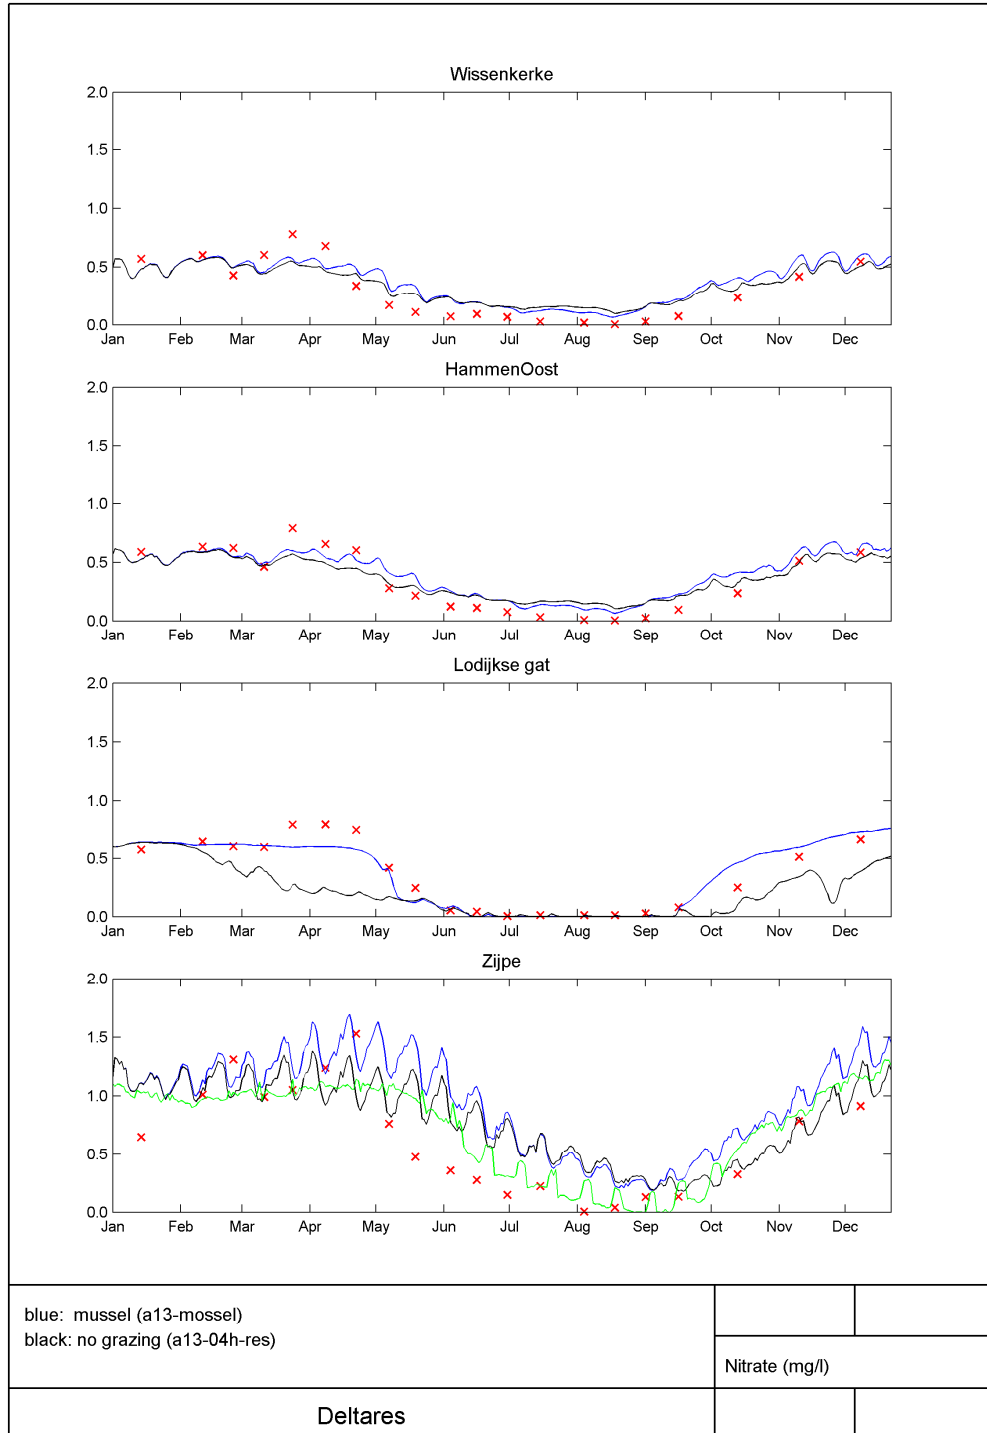 Wissenkerke
2.0
1.5
1.0
0.5
0.0
Jan Feb Mar Apr May Jun Jul Aug Sep Oct Nov Dec
HammenOost
2.0
1.5
1.0
0.5
0.0
Jan Feb Mar Apr May Jun Jul Aug Sep Oct Nov Dec
Lodijkse gat
2.0
1.5
1.0
0.5
0.0
Jan Feb Mar Apr May Jun Jul Aug Sep Oct Nov Dec
Zijpe
2.0
1.5
1.0
0.5
0.0
Jan Feb Mar Apr May Jun Jul Aug Sep Oct Nov Dec
blue: mussel (a13-mossel)
black: no grazing (a13-04h-res)
Nitrate (mg/l)
Deltares